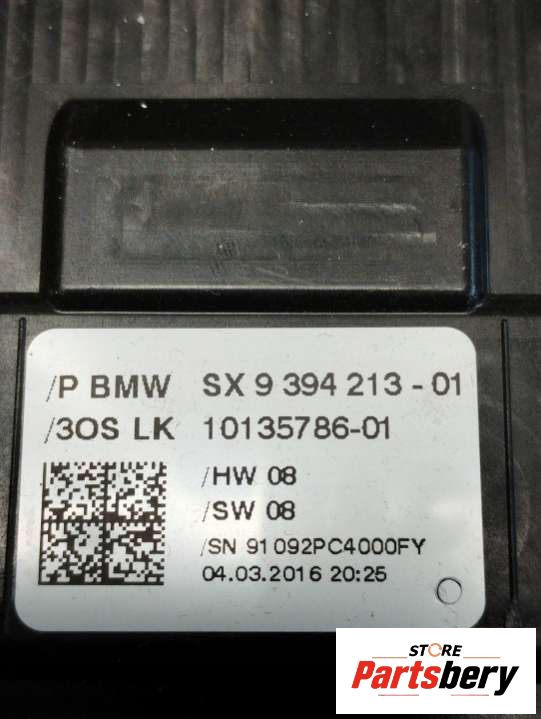 /P BMW SX 9 394 213 - 01
/3OS LK 10135786-01
/HW 08
/SW 08
/SN 91092PC4000FY
04.03.2016 20:25
STORE
Partsbery